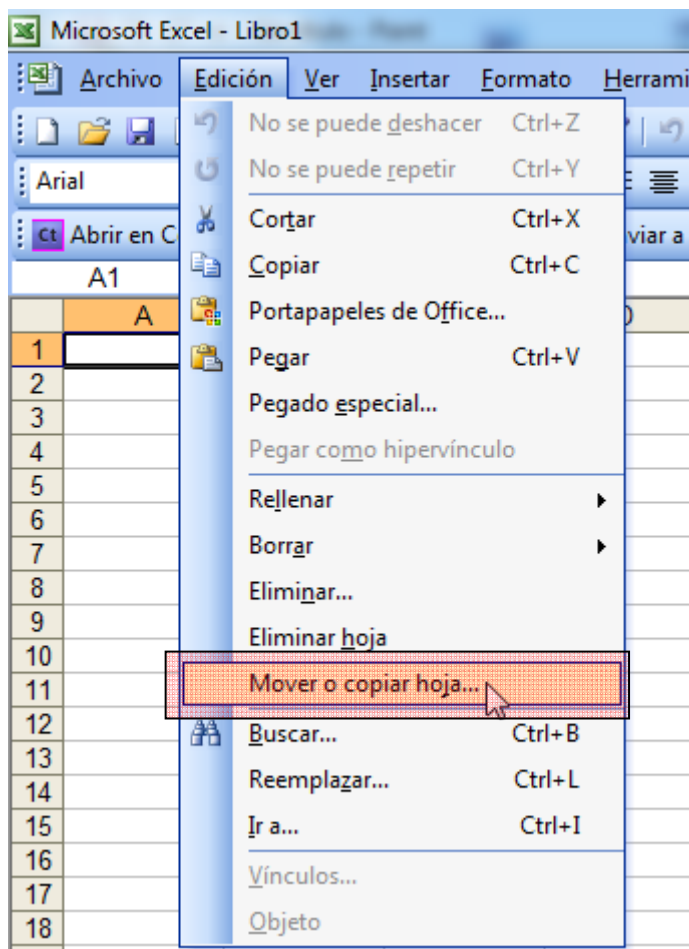 Microsoft Excel - Libro1
Archivo Edición Ver Insertar Formato Herrami
Arial
Ct Abrir en C viar a
A1
A
1
2
3
4
5
6
7
8
9
10
11
12
13
14
15
16
17
18
No se puede deshacer Ctrl+Z
No se puede repetir Ctrl+Y
Cortar Ctrl+X
Copiar Ctrl+C
Portapapeles de Office...
Pegar Ctrl+V
Pegado especial...
Pegar como hipervínculo
Rellenar
Borrar
Eliminar...
Eliminar hoja
Mover o copiar hoja...
Buscar... Ctrl+B
Reemplazar... Ctrl+L
Ir a... Ctrl+I
Vínculos...
Objeto